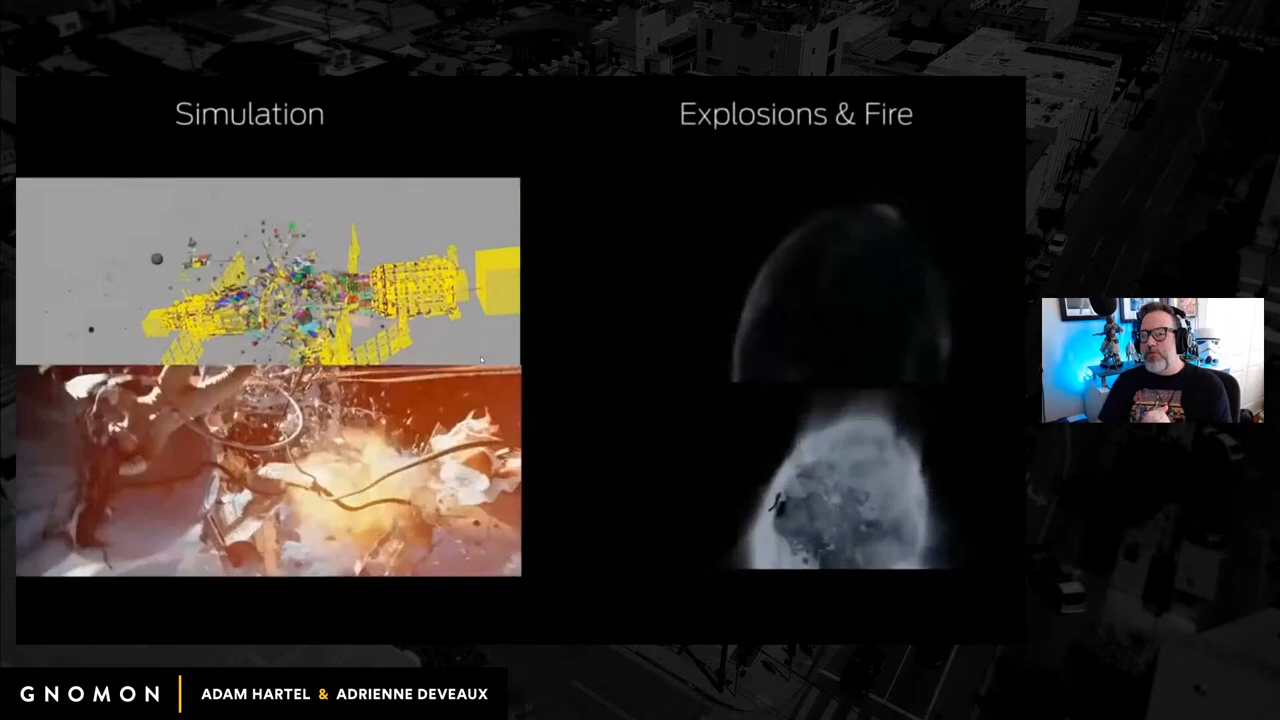 Simulation
Explosions & Fire
GNOMON
ADAM HARTEL & ADRIENNE DEVEAUX